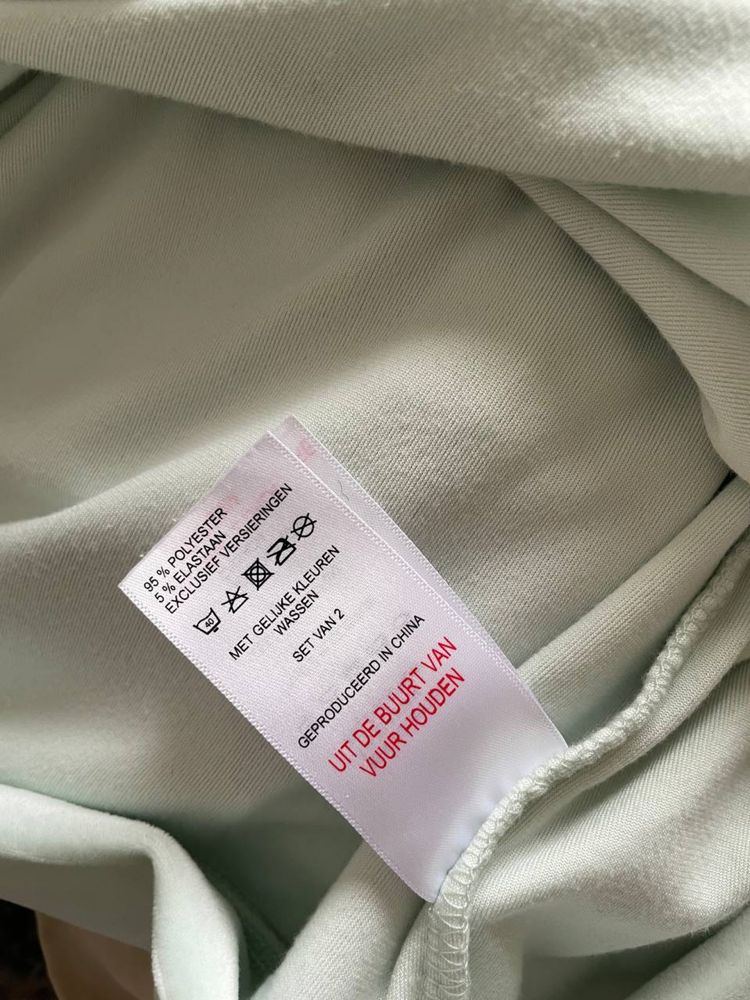 95 % POLYESTER
5 % ELASTAAN
EXCLUSIEF VERSIERINGEN
40
MET GELIJKE KLEUREN
WASSEN
SET VAN 2
GEPRODUCEERD IN CHINA
UIT DE BUURT VAN
VUUR HOUDEN